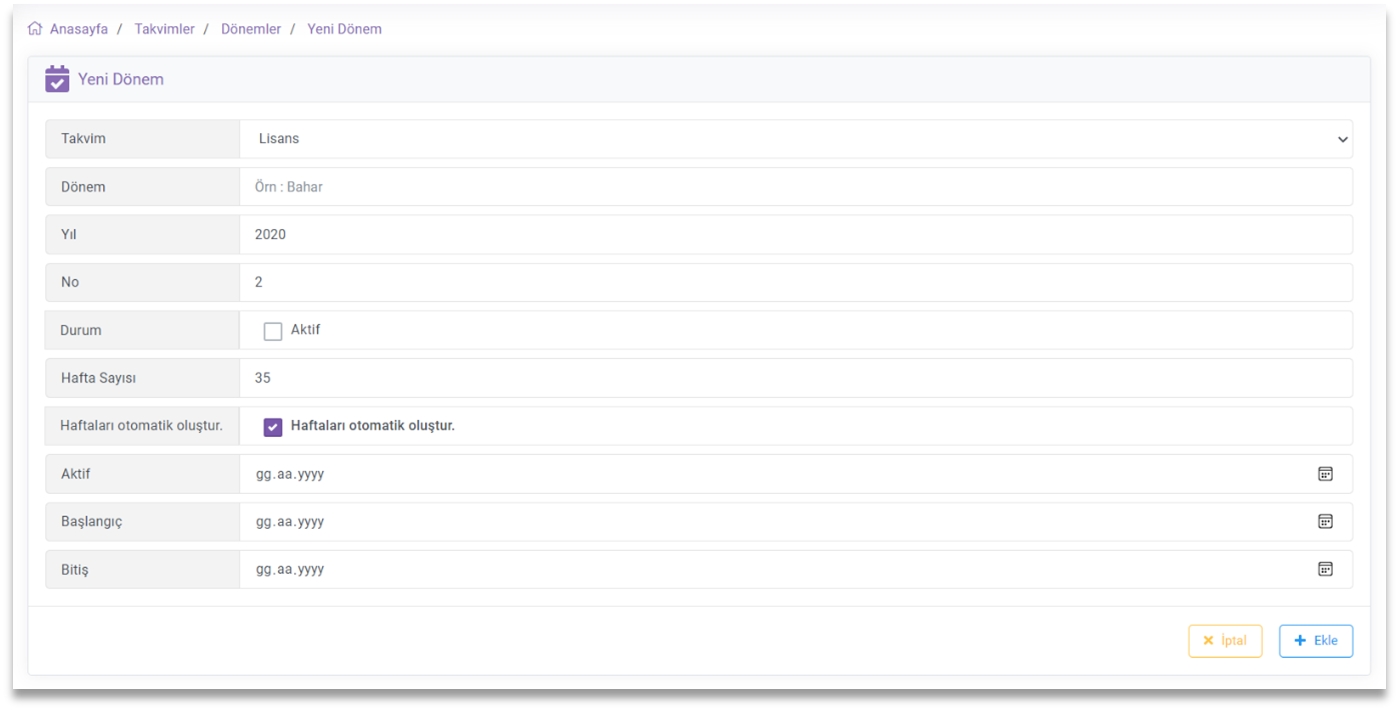 Anasayfa / Takvimler / Dönemler / Yeni Dönem
Yeni Dönem
Takvim Lisans
Dönem Örn : Bahar
Yıl 2020
No 2
Durum Aktif
Hafta Sayısı 35
Haftaları otomatik oluştur. Haftaları otomatik oluştur.
Aktif gg.aa.yyyy
Başlangıç gg.aa.yyyy
Bitiş gg.aa.yyyy
İptal Ekle